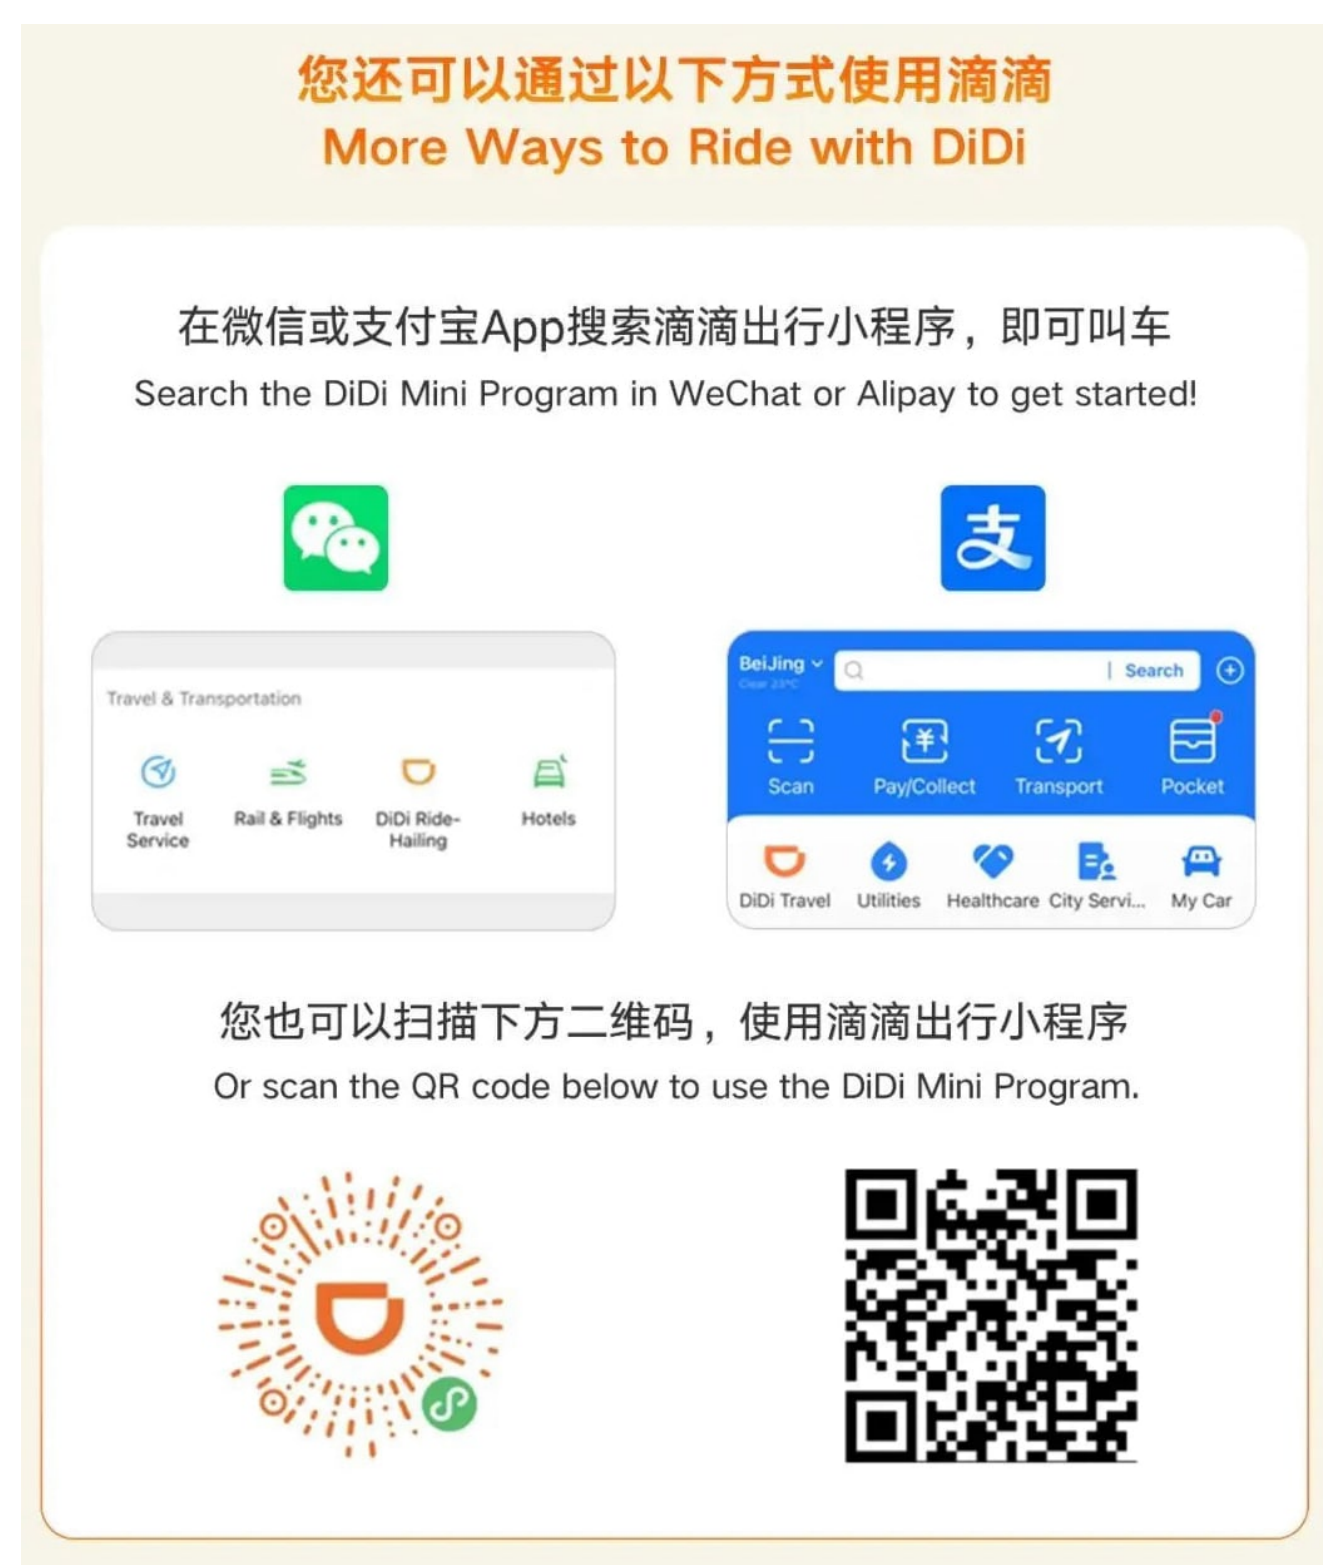 您还可以通过以下方式使用滴滴
More Ways to Ride with DiDi
在微信或支付宝App搜索滴滴出行小程序，即可叫车
Search the DiDi Mini Program in WeChat or Alipay to get started!
支
Travel & Transportation
Travel Service
Rail & Flights
DiDi Ride-Hailing
Hotels
BeiJing
Clear 23°C
Search
Scan
Pay/Collect
Transport
Pocket
DiDi Travel
Utilities
Healthcare
City Servi...
My Car
您也可以扫描下方二维码，使用滴滴出行小程序
Or scan the QR code below to use the DiDi Mini Program.